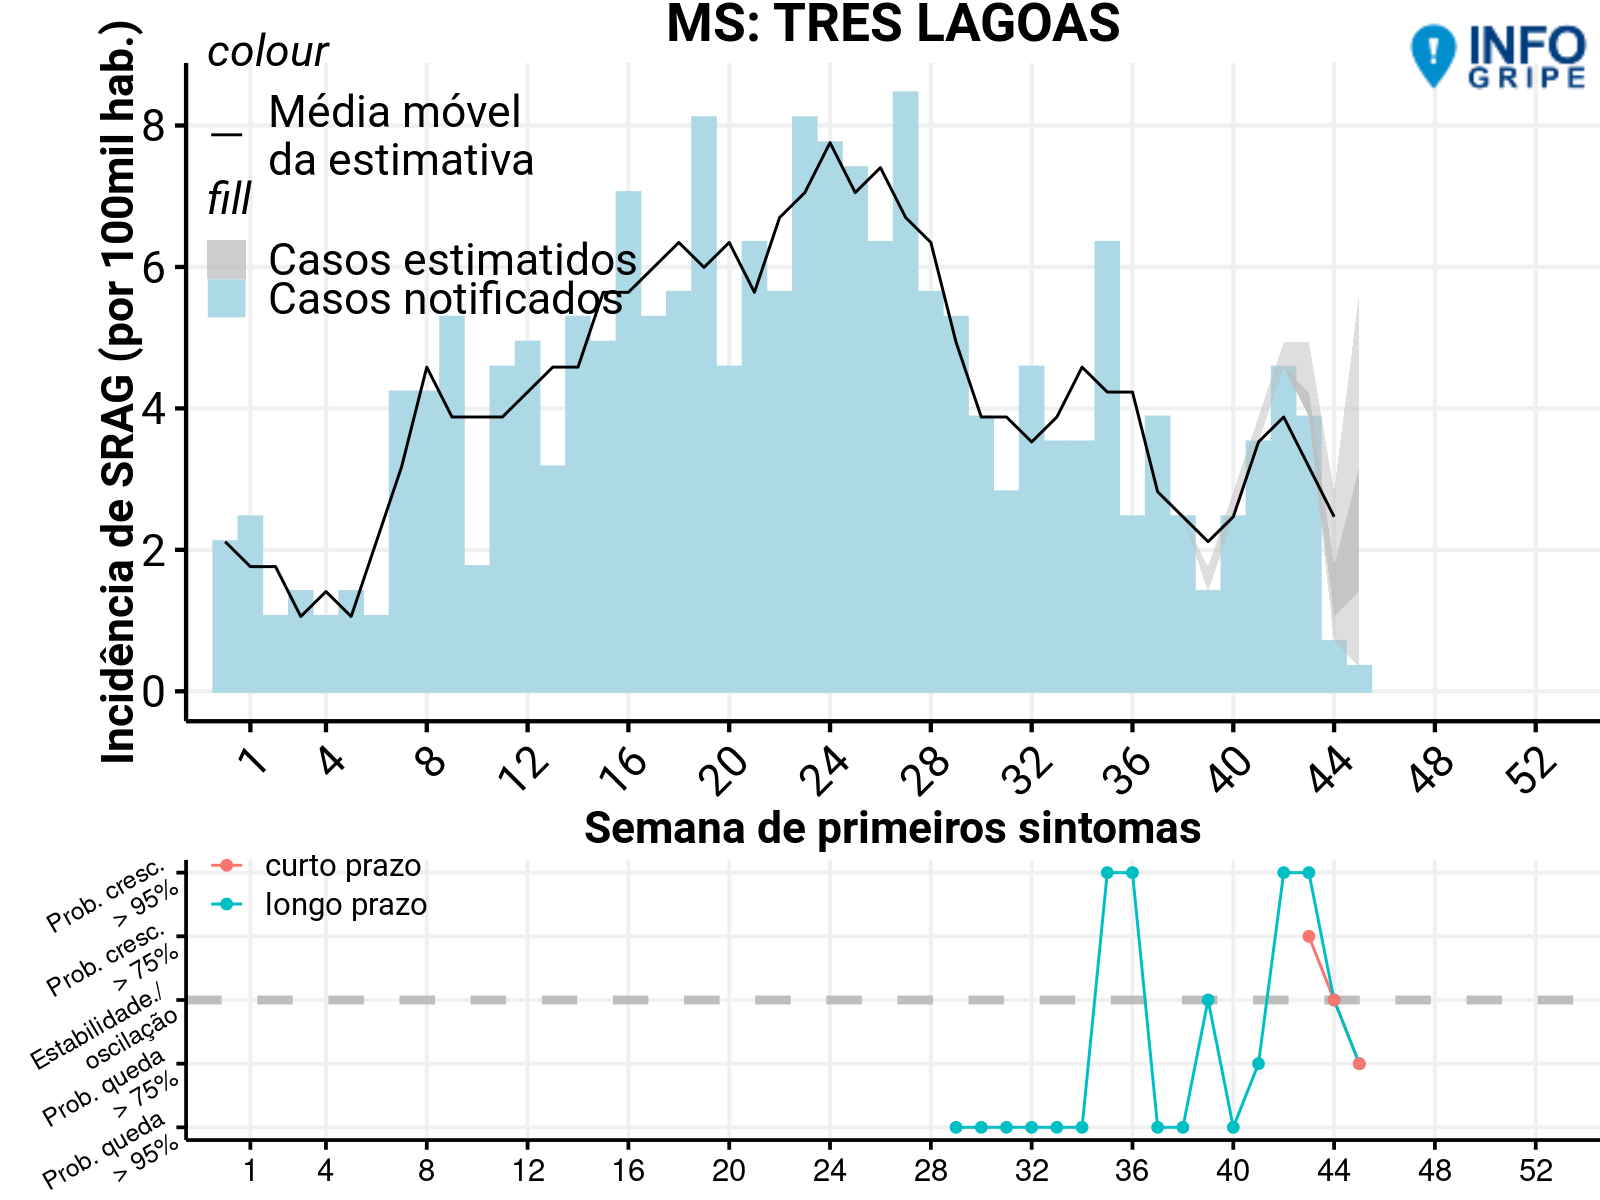 MS: TRES LAGOAS
INFO
GRIPE
colour
Média móvel
da estimativa
fill
Casos estimatidos
Casos notificados
Incidência de SRAG (por 100mil hab.)
8
6
4
2
0
1 4 8 12 16 20 24 28 32 36 40 44 48 52
Semana de primeiros sintomas
curto prazo
longo prazo
Prob. cresc.
> 95%
Prob. cresc.
> 75%
Estabilidade./
oscilação
Prob. queda
> 75%
Prob. queda
> 95%
1 4 8 12 16 20 24 28 32 36 40 44 48 52